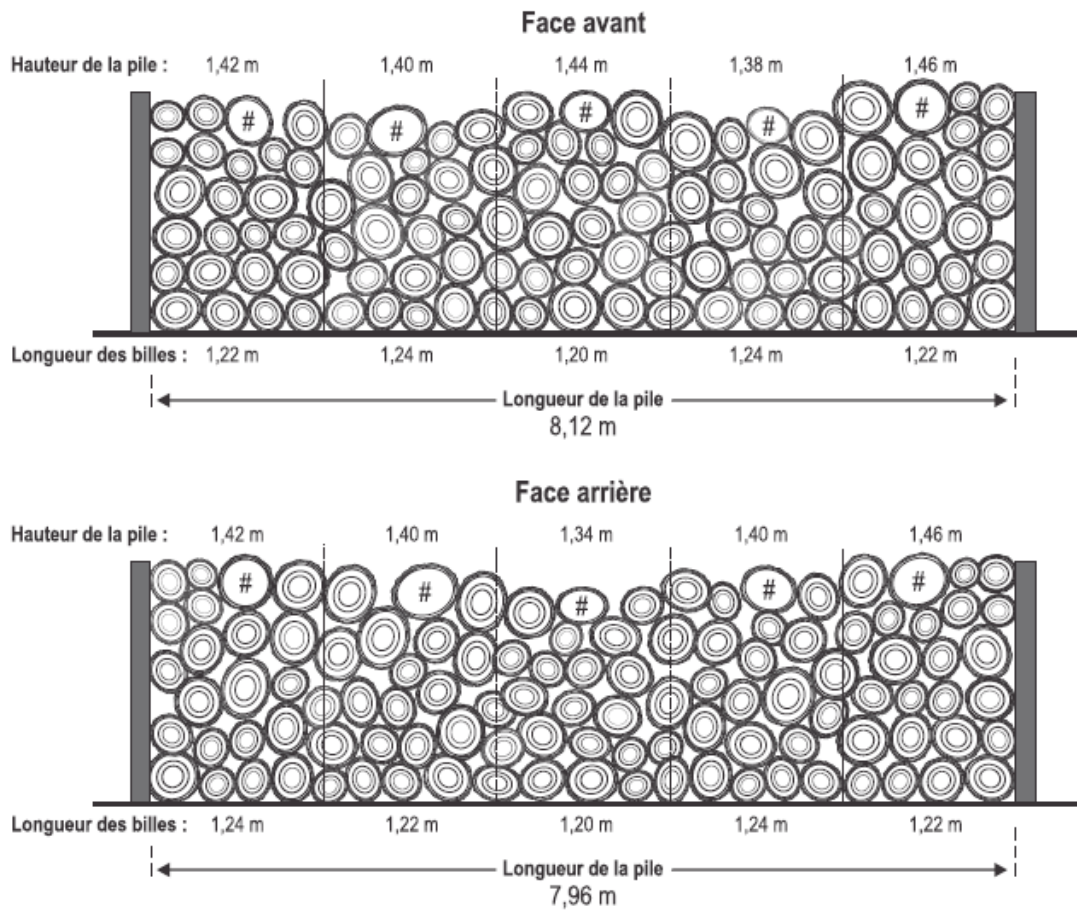 Face avant
Hauteur de la pile : 1,42 m 1,40 m 1,44 m 1,38 m 1,46 m
# # # # #
Longueur des billes : 1,22 m 1,24 m 1,20 m 1,24 m 1,22 m
Longueur de la pile
8,12 m
Face arrière
Hauteur de la pile : 1,42 m 1,40 m 1,34 m 1,40 m 1,46 m
# # # # #
Longueur des billes : 1,24 m 1,22 m 1,20 m 1,24 m 1,22 m
Longueur de la pile
7,96 m